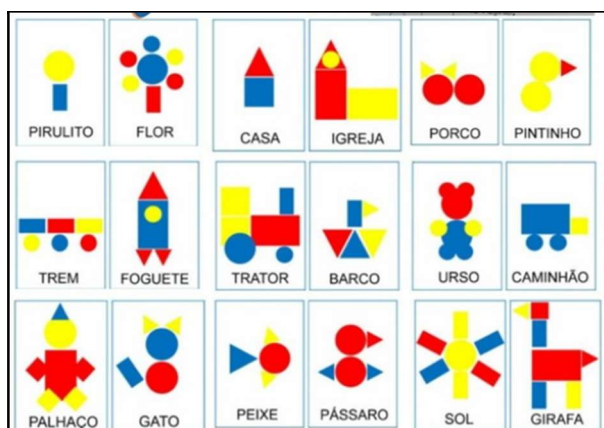 PIRULITO FLOR CASA IGREJA PORCO PINTINHO
TREM FOGUETE TRATOR BARCO URSO CAMINHÃO
PALHAÇO GATO PEIXE PÁSSARO SOL GIRAFA